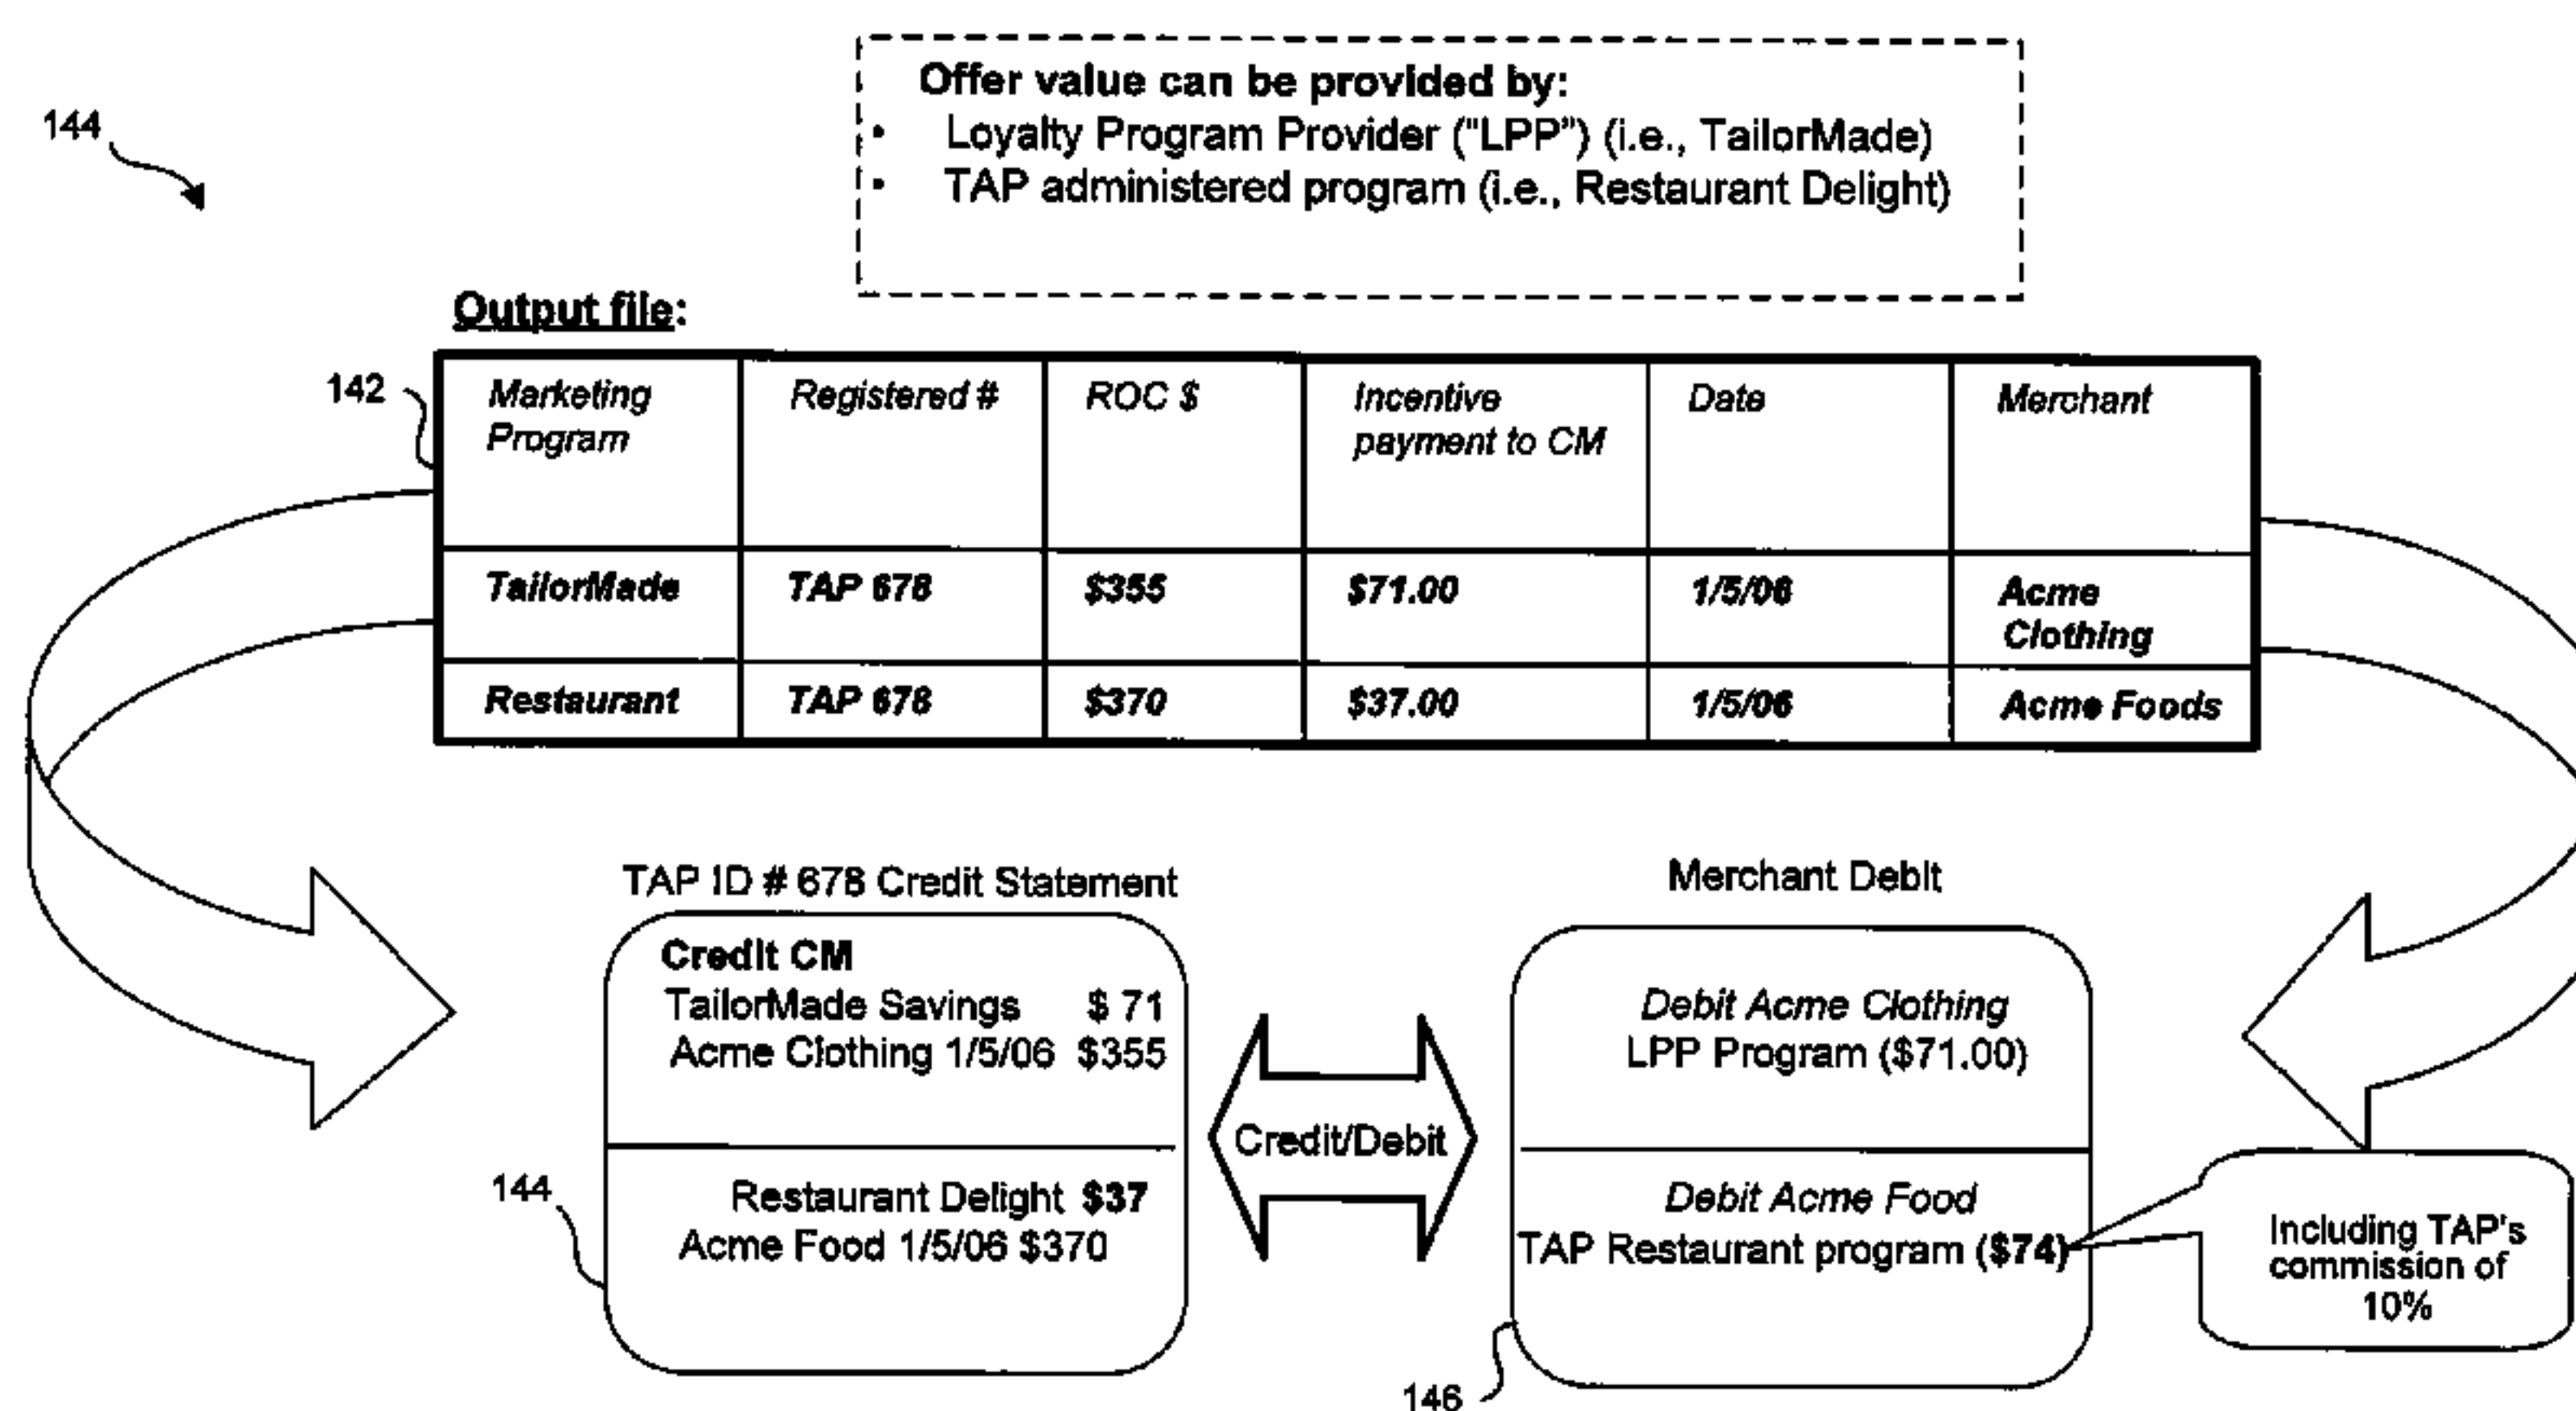 144
Offer value can be provided by:
• Loyalty Program Provider ("LPP") (i.e., TailorMade)
• TAP administered program (i.e., Restaurant Delight)
Output file:
142
Marketing Program
Registered #
ROC $
Incentive payment to CM
Date
Merchant
TailorMade
TAP 678
$355
$71.00
1/5/06
Acme Clothing
Restaurant
TAP 678
$370
$37.00
1/5/06
Acme Foods
TAP ID # 678 Credit Statement
Credit CM
TailorMade Savings $ 71
Acme Clothing 1/5/06 $355
144
Restaurant Delight $37
Acme Food 1/5/06 $370
Credit/Debit
Merchant Debit
Debit Acme Clothing
LPP Program ($71.00)
Debit Acme Food
TAP Restaurant program ($74)
146
Including TAP's
commission of
10%